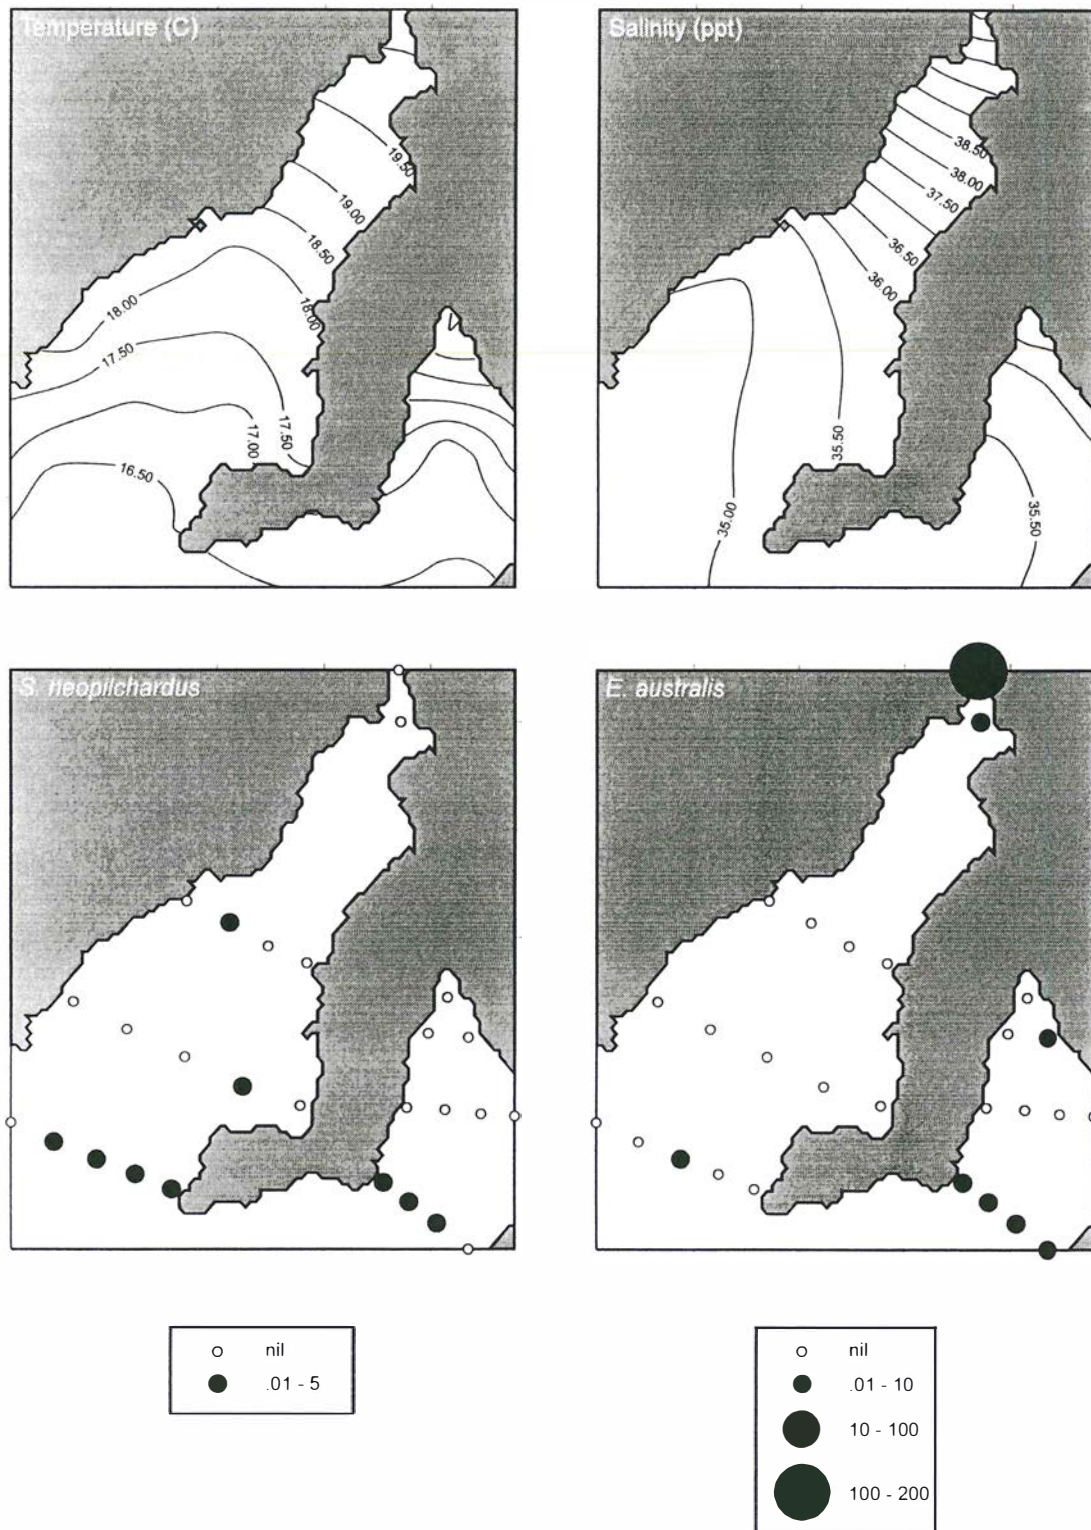 Temperature (C)
19.50
19.00
18.50
18.00
18.00
17.50
17.50
17.00
16.50
Salinity (ppt)
38.50
38.00
37.50
36.50
36.00
35.50
35.00
35.50
S. neopilchardus
E. australis
nil
.01 - 5
nil
.01 - 10
10 - 100
100 - 200